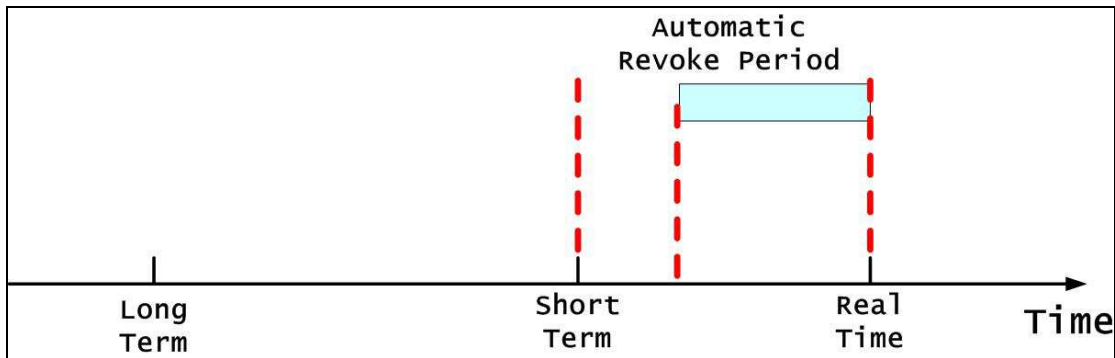 Automatic
Revoke Period
Long
Term
Short
Term
Real
Time
Time